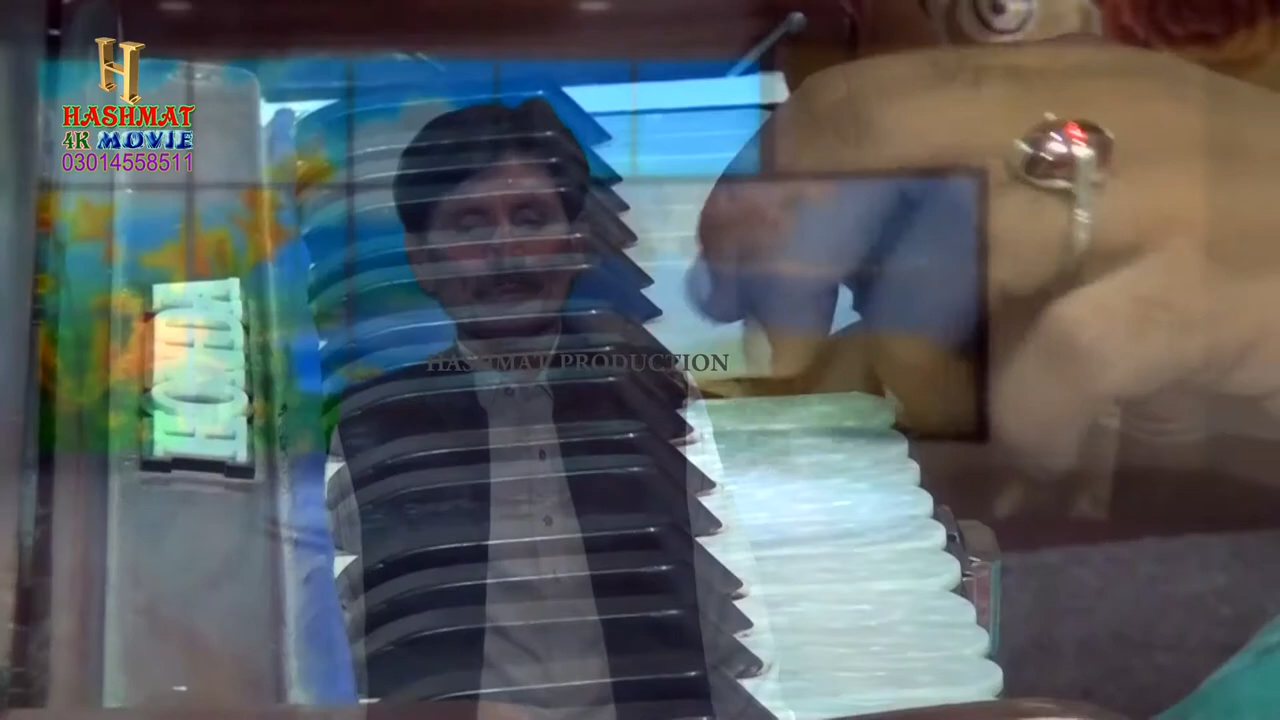 H
HASHMAT
4K MOVIE
03014558511
HASHMAT PRODUCTION